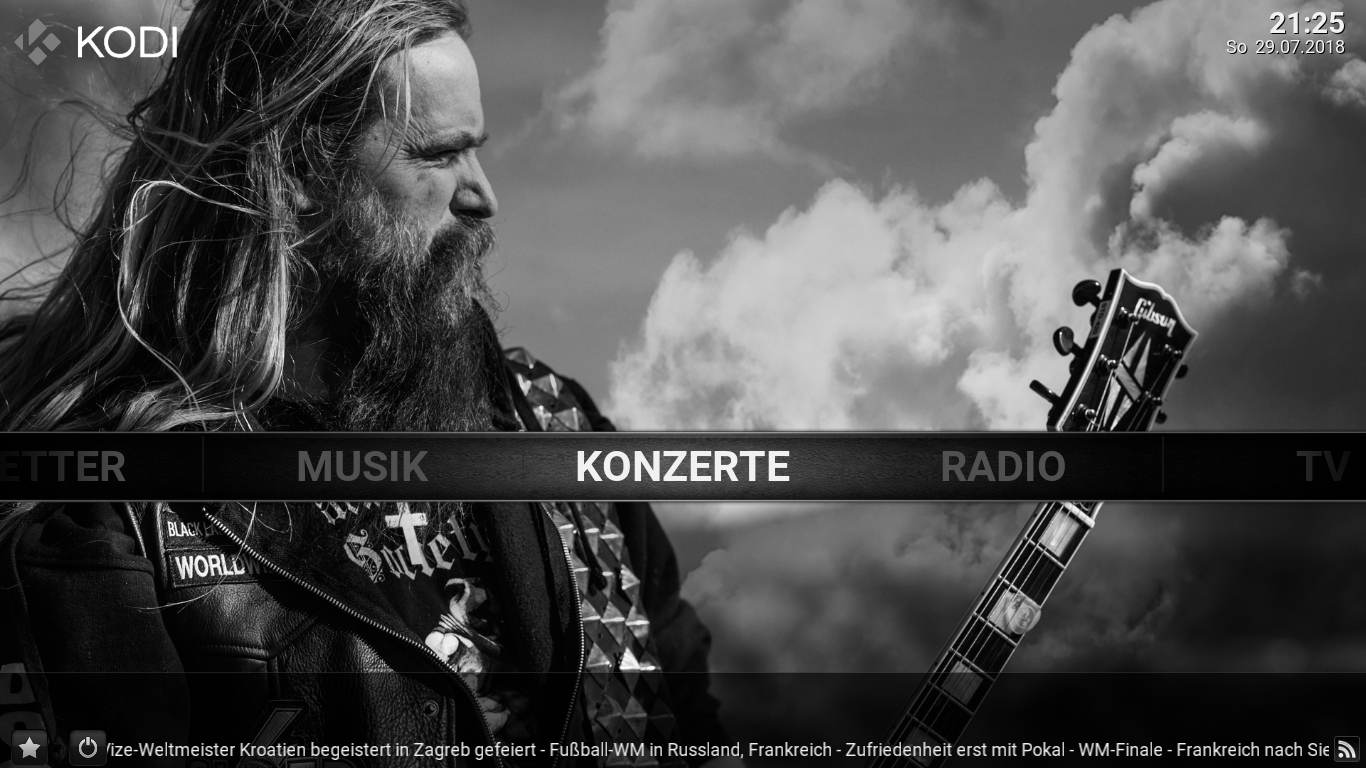 KODI
21:25
So 29.07.2018
Gibson
ETTER MUSIK KONZERTE RADIO TV
BLACK
Society
WORLDW
Vize-Weltmeister Kroatien begeistert in Zagreb gefeiert - Fußball-WM in Russland, Frankreich - Zufriedenheit erst mit Pokal - WM-Finale - Frankreich nach Sie